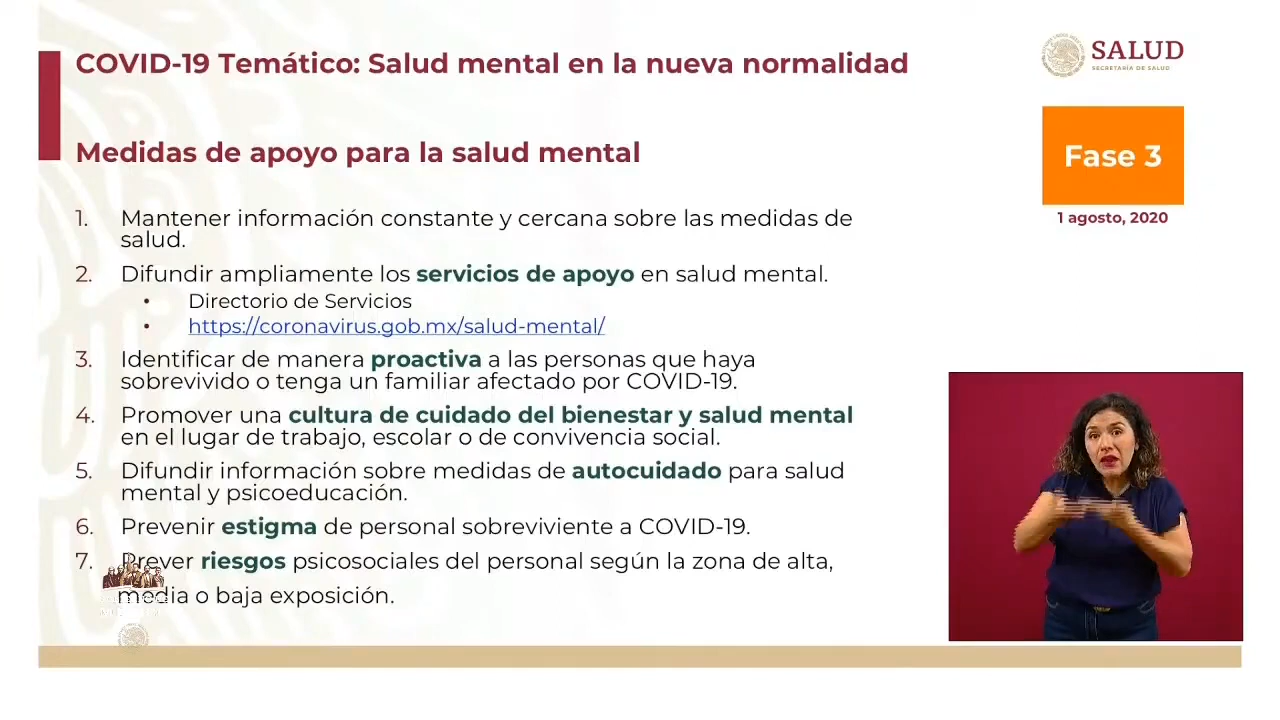 COVID-19 Temático: Salud mental en la nueva normalidad
SALUD
SECRETARÍA DE SALUD
Medidas de apoyo para la salud mental
Fase 3
1 agosto, 2020
1. Mantener información constante y cercana sobre las medidas de
salud.
2. Difundir ampliamente los servicios de apoyo en salud mental.
• Directorio de Servicios
• https://coronavirus.gob.mx/salud-mental/
3. Identificar de manera proactiva a las personas que haya
sobrevivido o tenga un familiar afectado por COVID-19.
4. Promover una cultura de cuidado del bienestar y salud mental
en el lugar de trabajo, escolar o de convivencia social.
5. Difundir información sobre medidas de autocuidado para salud
mental y psicoeducación.
6. Prevenir estigma de personal sobreviviente a COVID-19.
7. Prever riesgos psicosociales del personal según la zona de alta,
media o baja exposición.